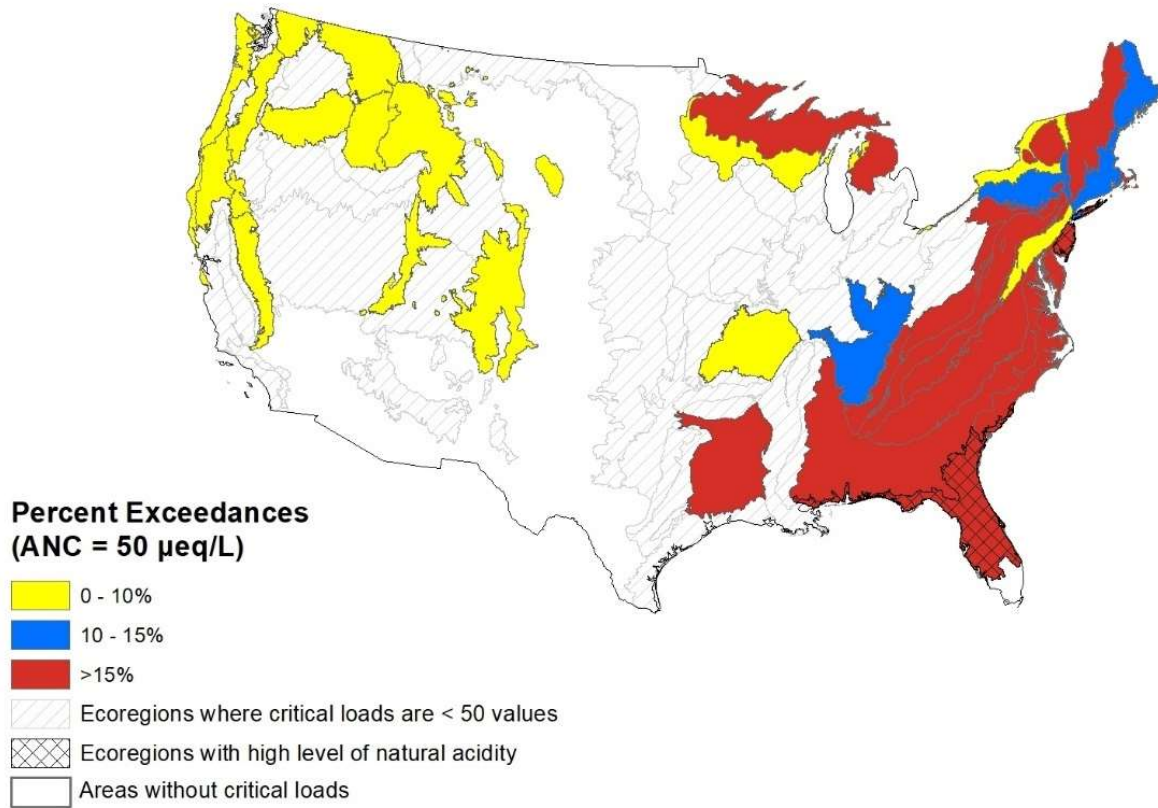 Percent Exceedances
(ANC = 50 µeq/L)
0 - 10%
10 - 15%
>15%
Ecoregions where critical loads are < 50 values
Ecoregions with high level of natural acidity
Areas without critical loads